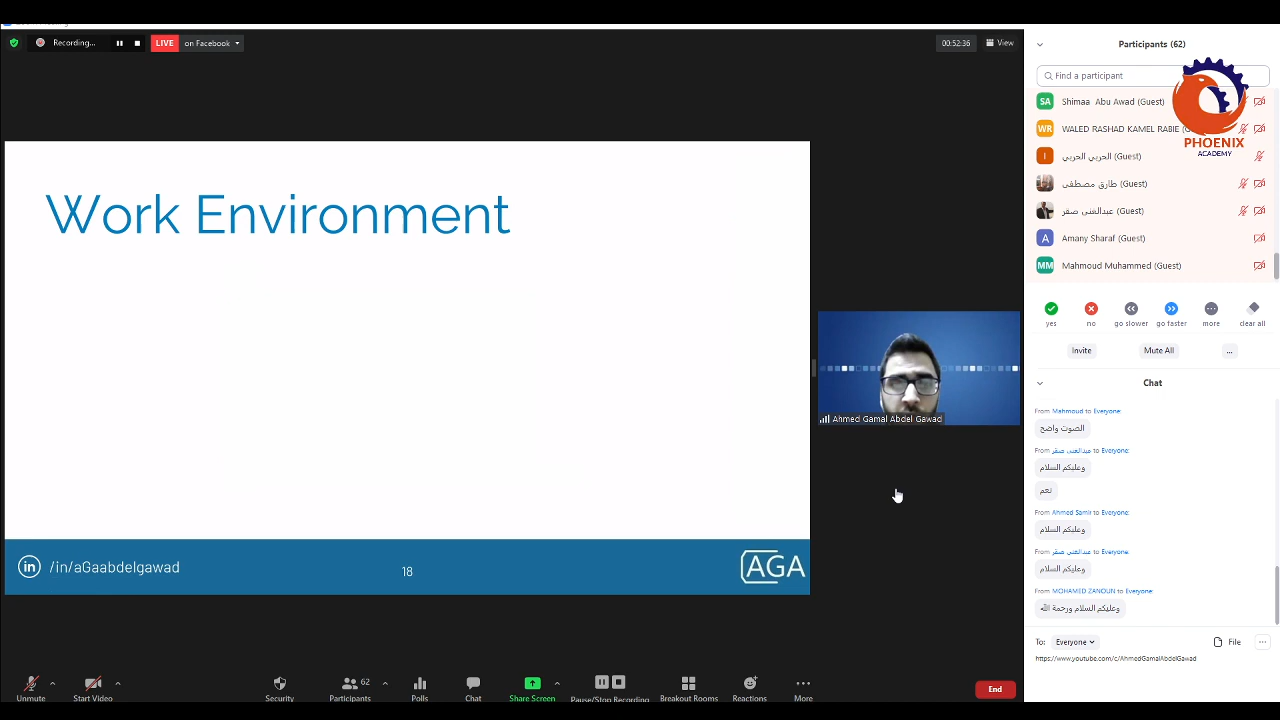 Recording...
LIVE
on Facebook
00:52:36
View
Work Environment
/in/aGaabdelgawad
18
AGA
Ahmed Gamal Abdel Gawad
Participants (62)
Find a participant
PHOENIX
ACADEMY
SA Shimaa Abu Awad (Guest)
WR WALED RASHAD KAMEL RABIE
I الحربي الحربي (Guest)
طارق مصطفى (Guest)
عبدالغنى صقر (Guest)
A Amany Sharaf (Guest)
MM Mahmoud Muhammed (Guest)
yes
no
go slower
go faster
more
clear all
Invite
Mute All
...
Chat
From Mahmoud to Everyone:
الصوت واضح
From عبدالغنى صقر to Everyone:
وعليكم السلام
نعم
From Ahmed Samir to Everyone:
وعليكم السلام
From عبدالغنى صقر to Everyone:
وعليكم السلام
From MOHAMED ZANOUN to Everyone:
وعليكم السلام ورحمة الله
To: Everyone
File
https://www.youtube.com/c/AhmedGamalAbdelGawad
Unmute
Start Video
Security
62
Participants
Polls
Chat
Share Screen
Pause/Stop Recording
Breakout Rooms
Reactions
More
End